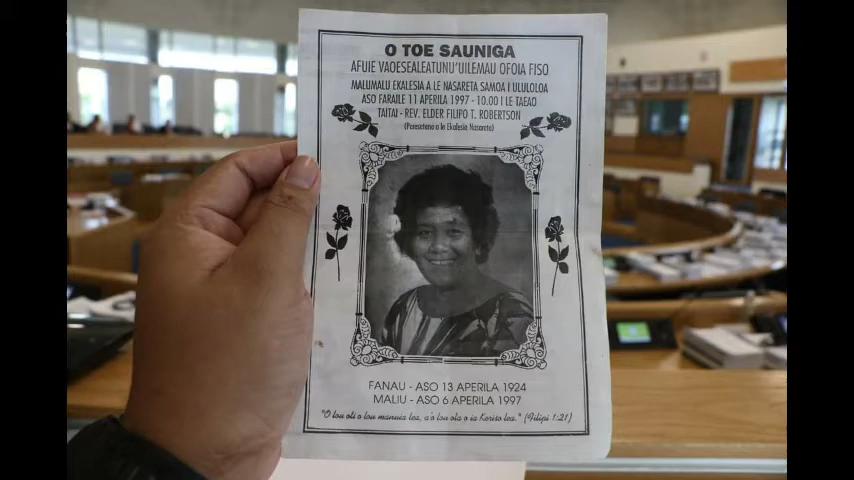 O TOE SAUNIGA
AFUIE VAOESEALEATUNU'UILEMAU OFOIA FISO
MALUMALU EKALESIA A LE NASARETA SAMOA I ULULOLOA
ASO FARAILE 11 APERILA 1997 - 10.00 I LE TAEAO
TAITAI - REV. ELDER FILIPO T. ROBERTSON
(Peresetene o le Ekalesia Nasareta)
FANAU - ASO 13 APERILA 1924
MALIU - ASO 6 APERILA 1997
"O lou oti o lou manuia lea, a'o lou ola o ia Keriso lea." (Filipi 1:21)